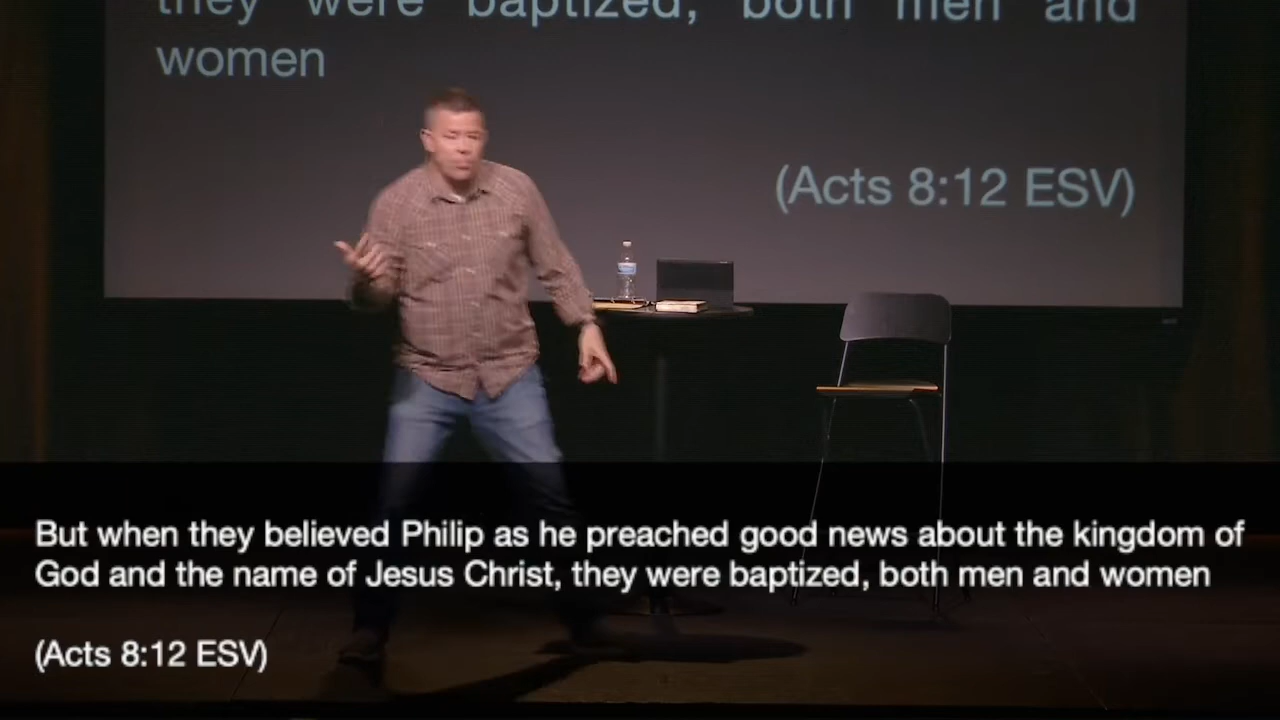 they were baptized, both men and
women
(Acts 8:12 ESV)
But when they believed Philip as he preached good news about the kingdom of
God and the name of Jesus Christ, they were baptized, both men and women
(Acts 8:12 ESV)